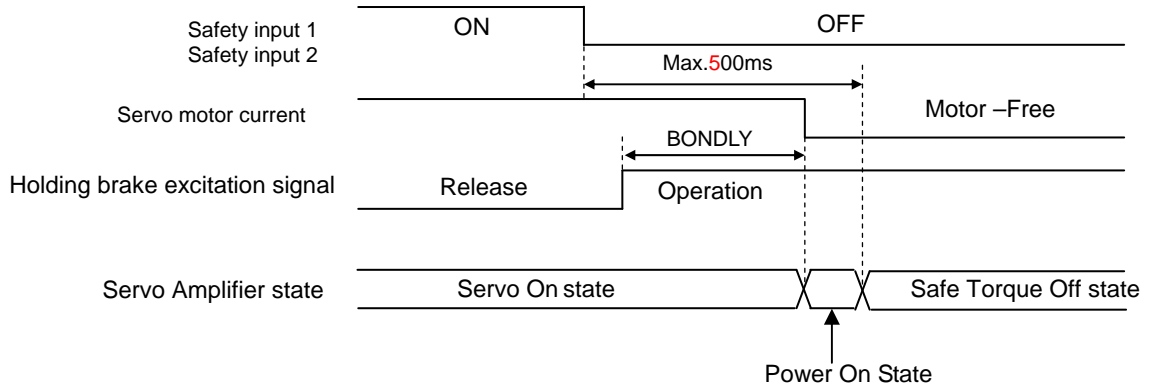 Safety input 1
Safety input 2
ON
OFF
Max.500ms
Servo motor current
Motor –Free
BONDLY
Holding brake excitation signal
Release
Operation
Servo Amplifier state
Servo On state
Safe Torque Off state
Power On State